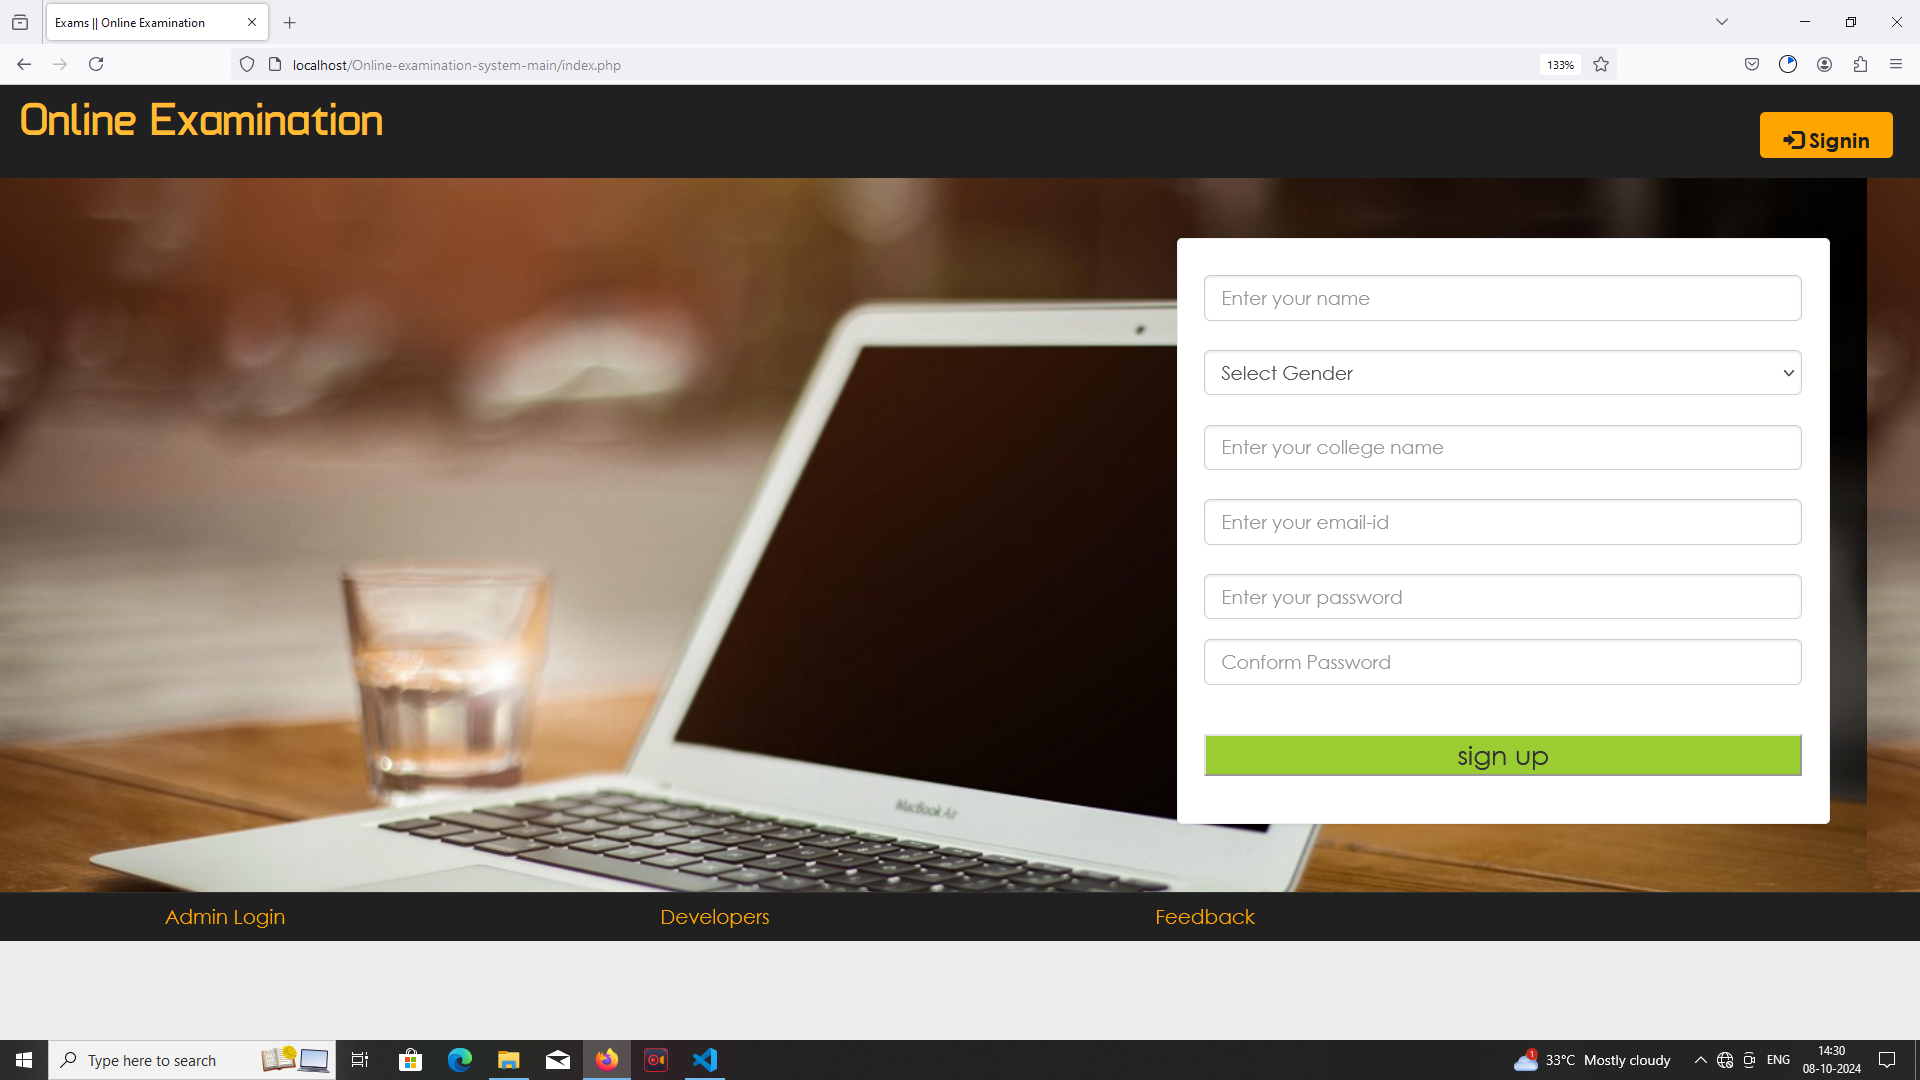 Exams || Online Examination
localhost/Online-examination-system-main/index.php
133%
Online Examination
Signin
Enter your name
Select Gender
Enter your college name
Enter your email-id
Enter your password
Conform Password
sign up
MacBook Air
Admin Login
Developers
Feedback
Type here to search
1
33°C Mostly cloudy
ENG
14:30
08-10-2024